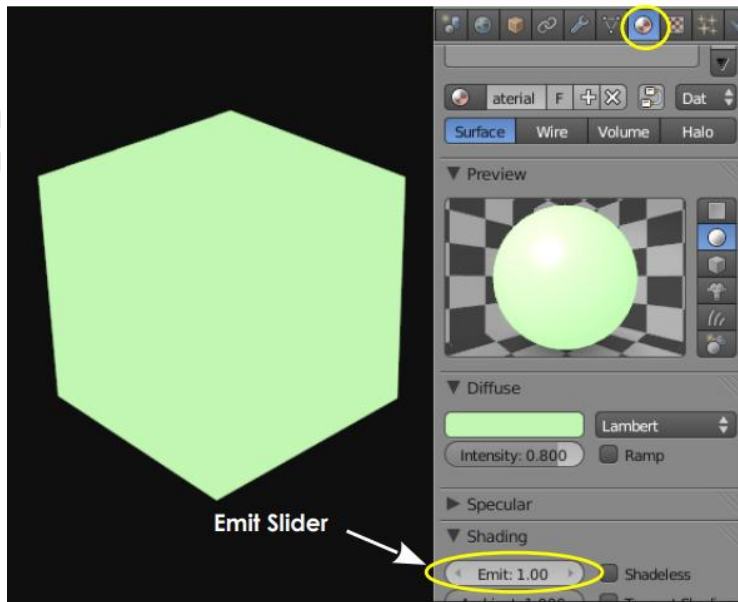 aterial F Dat
Surface Wire Volume Halo
Preview
Diffuse
Lambert
Intensity: 0.800 Ramp
Specular
Emit Slider
Shading
Emit: 1.00 Shadeless